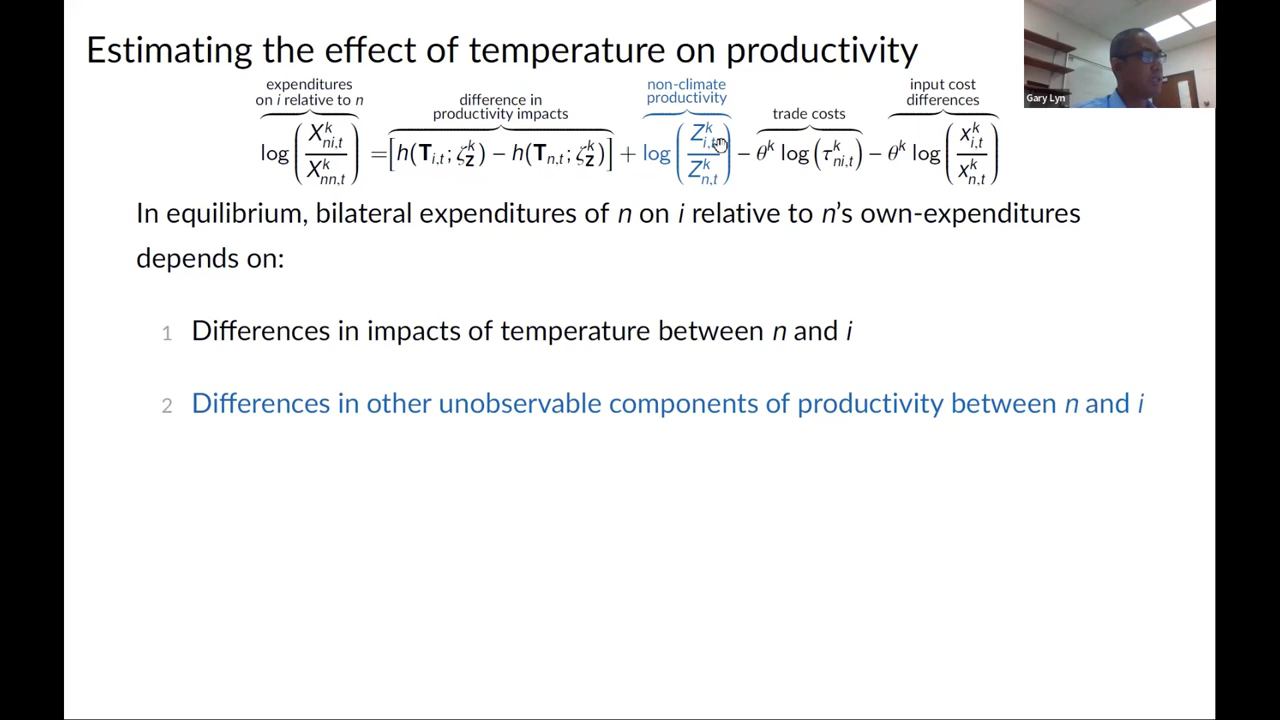 Estimating the effect of temperature on productivity
expenditures on i relative to n
difference in productivity impacts
non-climate productivity
trade costs
input cost differences
log(X^k_{ni,t} / X^k_{nn,t}) = [h(T_{i,t}; ζ^k_Z) − h(T_{n,t}; ζ^k_Z)] + log(Z^k_{i,t} / Z^k_{n,t}) − θ^k log(τ^k_{ni,t}) − θ^k log(x^k_{i,t} / x^k_{n,t})
In equilibrium, bilateral expenditures of n on i relative to n's own-expenditures
depends on:
1 Differences in impacts of temperature between n and i
2 Differences in other unobservable components of productivity between n and i
Gary Lyn